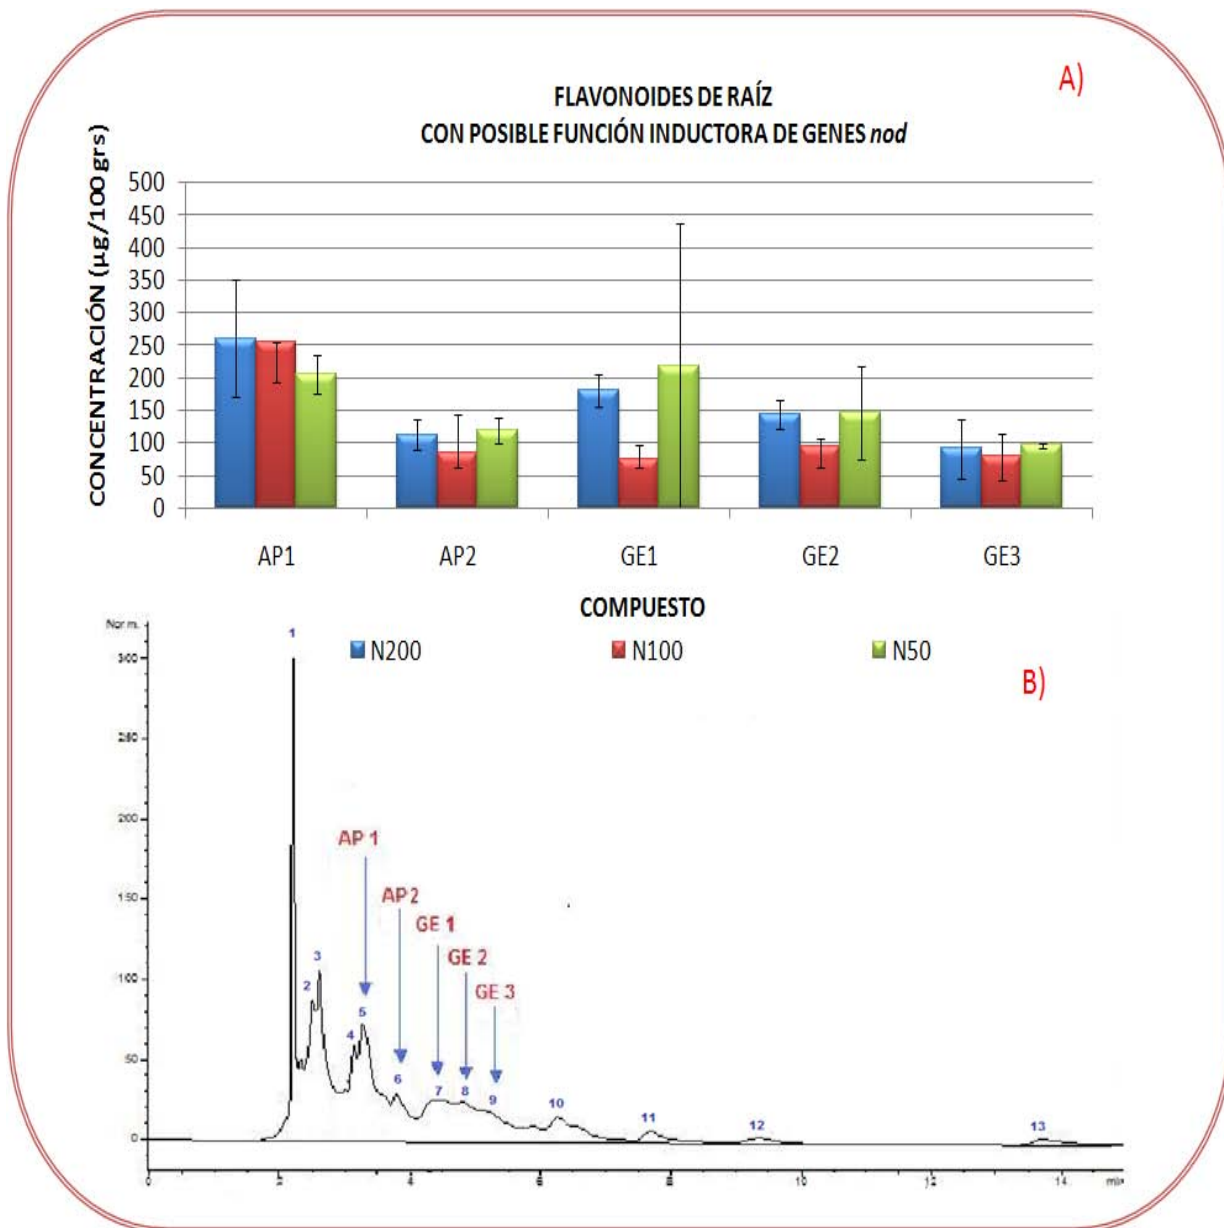 A)
FLAVONOIDES DE RAÍZ
CON POSIBLE FUNCIÓN INDUCTORA DE GENES nod
CONCENTRACIÓN (µg/100 grs)
500
450
400
350
300
250
200
150
100
50
0
AP1 AP2 GE1 GE2 GE3
COMPUESTO
N200 N100 N50
B)
Norm.
300
250
200
150
100
50
0
1
2
3
4
5
6
7
8
9
10
11
12
13
AP 1
AP 2
GE 1
GE 2
GE 3
0 2 4 6 8 10 12 14